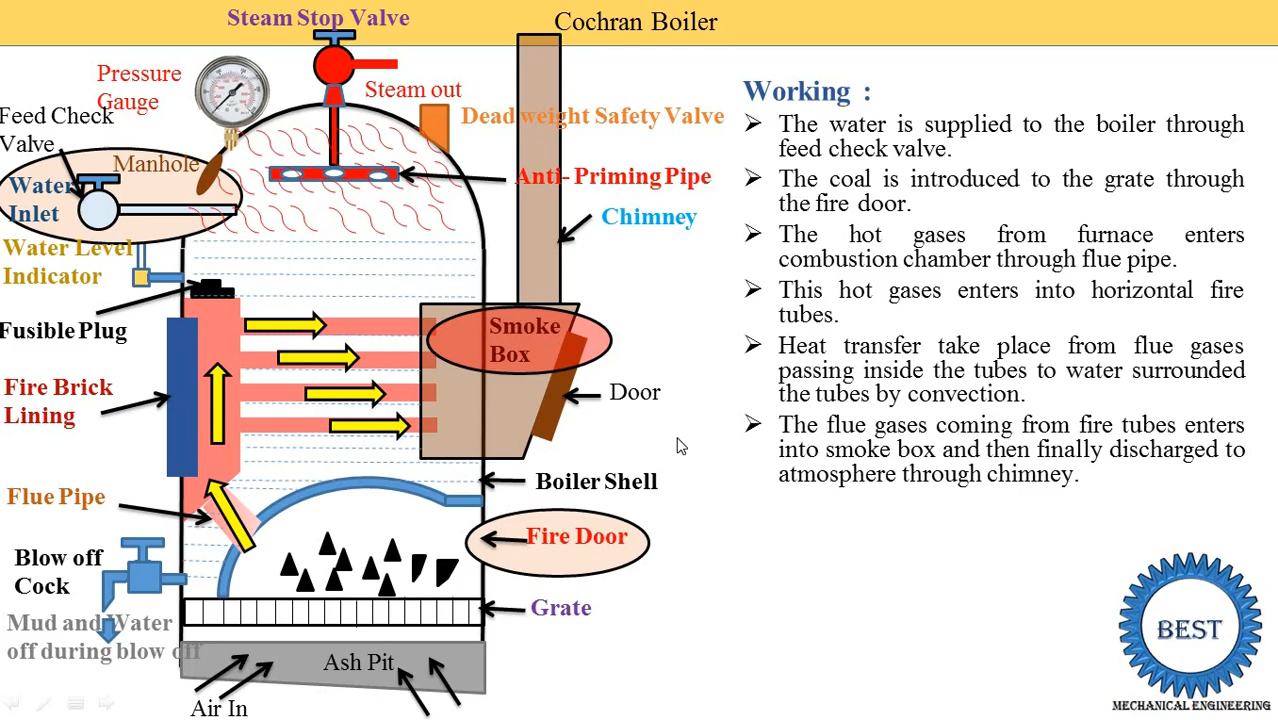 Steam Stop Valve
Cochran Boiler
Pressure
Gauge
Steam out
Feed Check
Valve
Dead weight Safety Valve
Manhole
Anti- Priming Pipe
Water
Inlet
Chimney
Water Level
Indicator
Fusible Plug
Smoke
Box
Fire Brick
Lining
Door
Boiler Shell
Flue Pipe
Fire Door
Blow off
Cock
Grate
Mud and Water
off during blow off
Ash Pit
Air In
Working :
➢ The water is supplied to the boiler through
feed check valve.
➢ The coal is introduced to the grate through
the fire door.
➢ The hot gases from furnace enters
combustion chamber through flue pipe.
➢ This hot gases enters into horizontal fire
tubes.
➢ Heat transfer take place from flue gases
passing inside the tubes to water surrounded
the tubes by convection.
➢ The flue gases coming from fire tubes enters
into smoke box and then finally discharged to
atmosphere through chimney.
BEST
MECHANICAL ENGINEERING